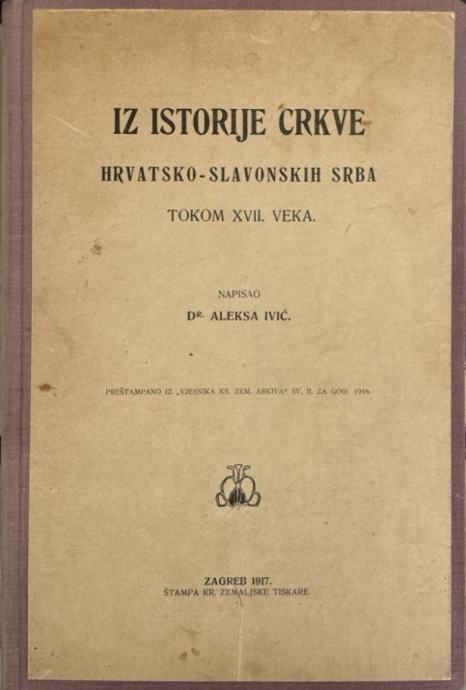 IZ ISTORIJE CRKVE
HRVATSKO-SLAVONSKIH SRBA
TOKOM XVII. VEKA.
NAPISAO
DR. ALEKSA IVIĆ.
PREŠTAMPANO IZ „VJESNIKA KR. ZEM. ARKIVA“ SV. II. ZA GOD. 1916.
ZAGREB 1917.
ŠTAMPA KR. ZEMALJSKE TISKARE.